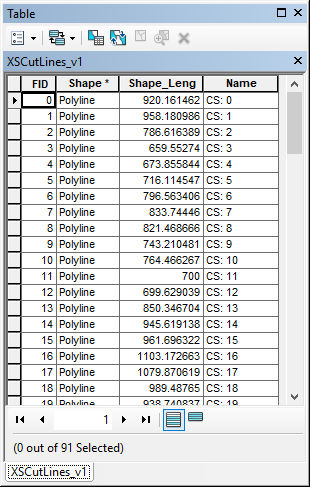 Table
XSCutLines_v1
FID Shape * Shape_Leng Name
0 Polyline 920.161462 CS: 0
1 Polyline 958.180986 CS: 1
2 Polyline 786.616389 CS: 2
3 Polyline 659.55274 CS: 3
4 Polyline 673.855844 CS: 4
5 Polyline 716.114547 CS: 5
6 Polyline 796.563406 CS: 6
7 Polyline 833.74446 CS: 7
8 Polyline 821.468666 CS: 8
9 Polyline 743.210481 CS: 9
10 Polyline 764.466267 CS: 10
11 Polyline 700 CS: 11
12 Polyline 699.629039 CS: 12
13 Polyline 850.346704 CS: 13
14 Polyline 945.619138 CS: 14
15 Polyline 961.696322 CS: 15
16 Polyline 1103.172663 CS: 16
17 Polyline 1079.870619 CS: 17
18 Polyline 989.48765 CS: 18
19 Polyline 938.740837 CS: 19
1
(0 out of 91 Selected)
XSCutLines_v1